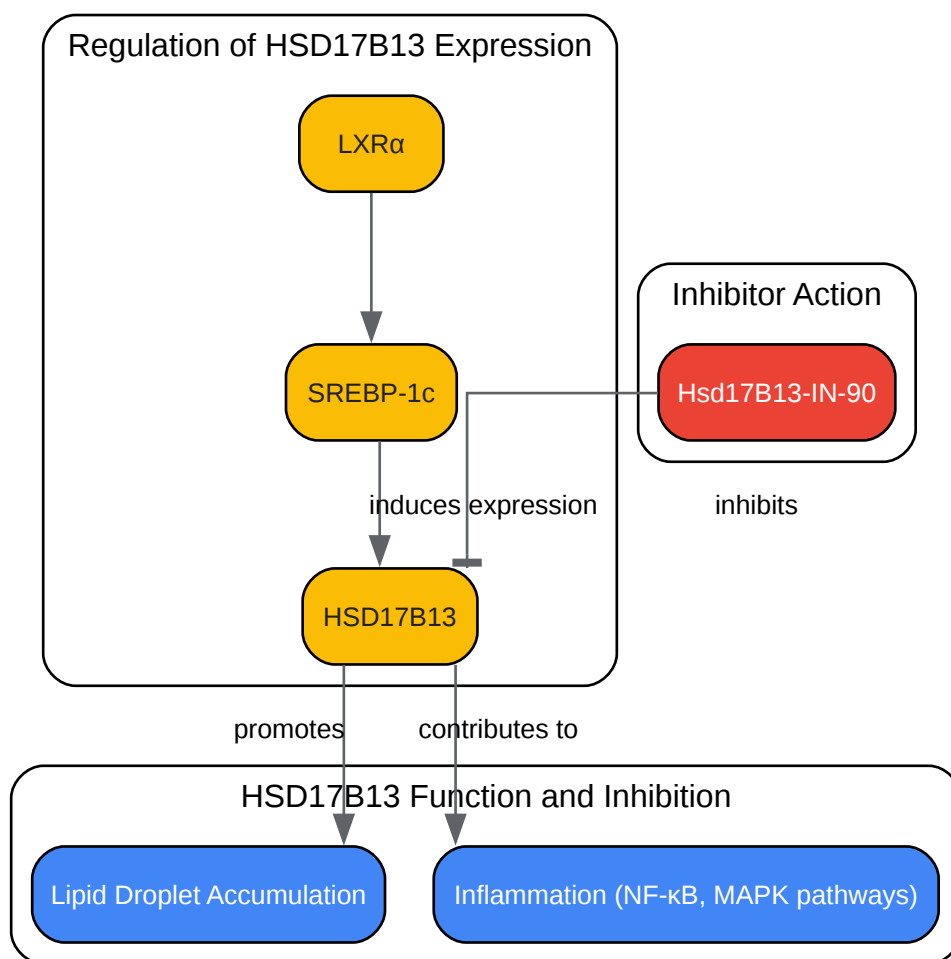 Regulation of HSD17B13 Expression
LXRα
Inhibitor Action
SREBP-1c
Hsd17B13-IN-90
induces expression
inhibits
HSD17B13
promotes
contributes to
HSD17B13 Function and Inhibition
Lipid Droplet Accumulation
Inflammation (NF-κB, MAPK pathways)